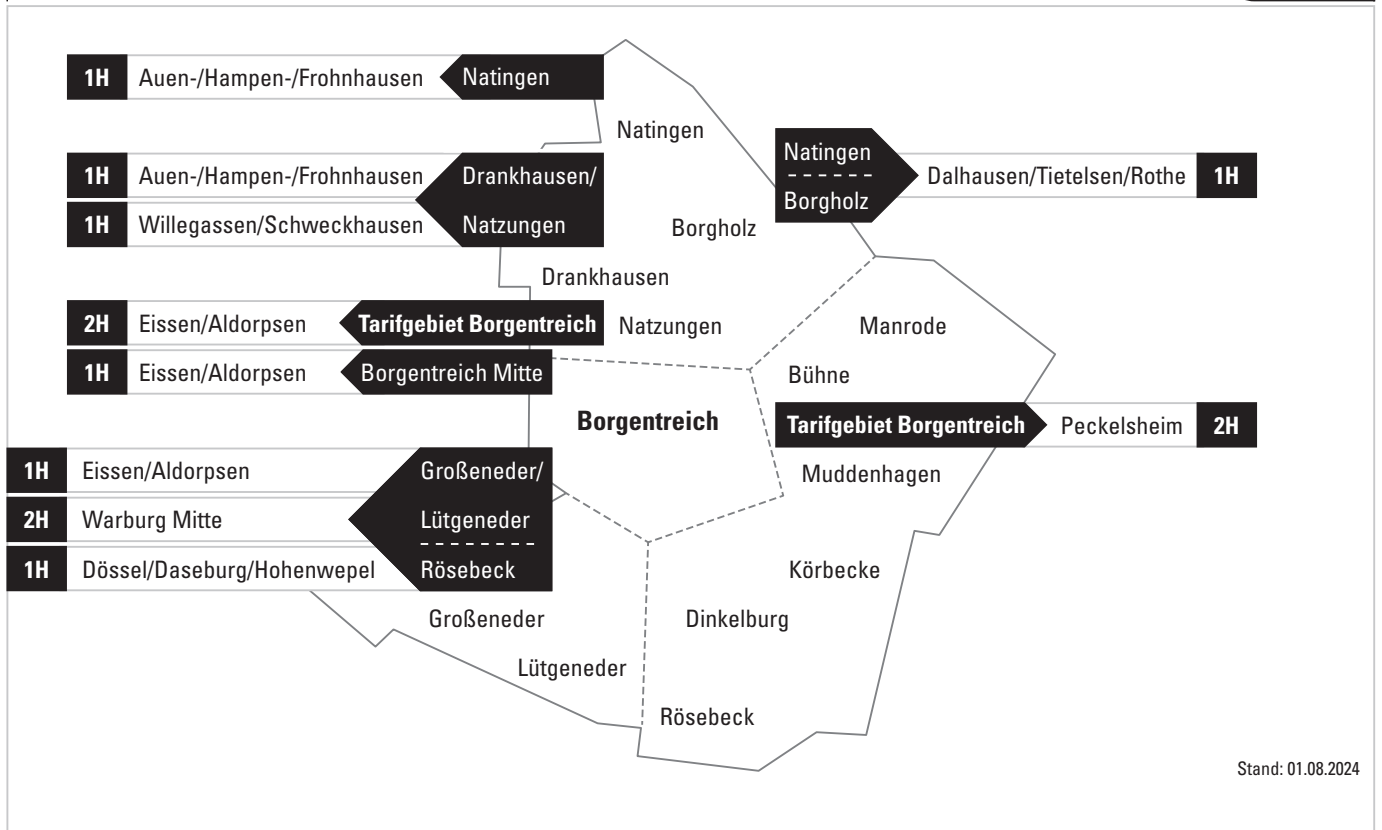 1H Auen-/Hampen-/Frohnhausen Natingen
Natingen
Natingen
Borgholz
Dalhausen/Tietelsen/Rothe 1H
1H Auen-/Hampen-/Frohnhausen
1H Willegassen/Schweckhausen
Drankhausen/
Natzungen
Borgholz
Drankhausen
2H Eissen/Aldorpsen Tarifgebiet Borgentreich
Natzungen
Manrode
1H Eissen/Aldorpsen Borgentreich Mitte
Bühne
Borgentreich
Tarifgebiet Borgentreich Peckelsheim 2H
1H Eissen/Aldorpsen
2H Warburg Mitte
1H Dössel/Daseburg/Hohenwepel
Großeneder/
Lütgeneder
Rösebeck
Muddenhagen
Körbecke
Großeneder
Dinkelburg
Lütgeneder
Rösebeck
Stand: 01.08.2024